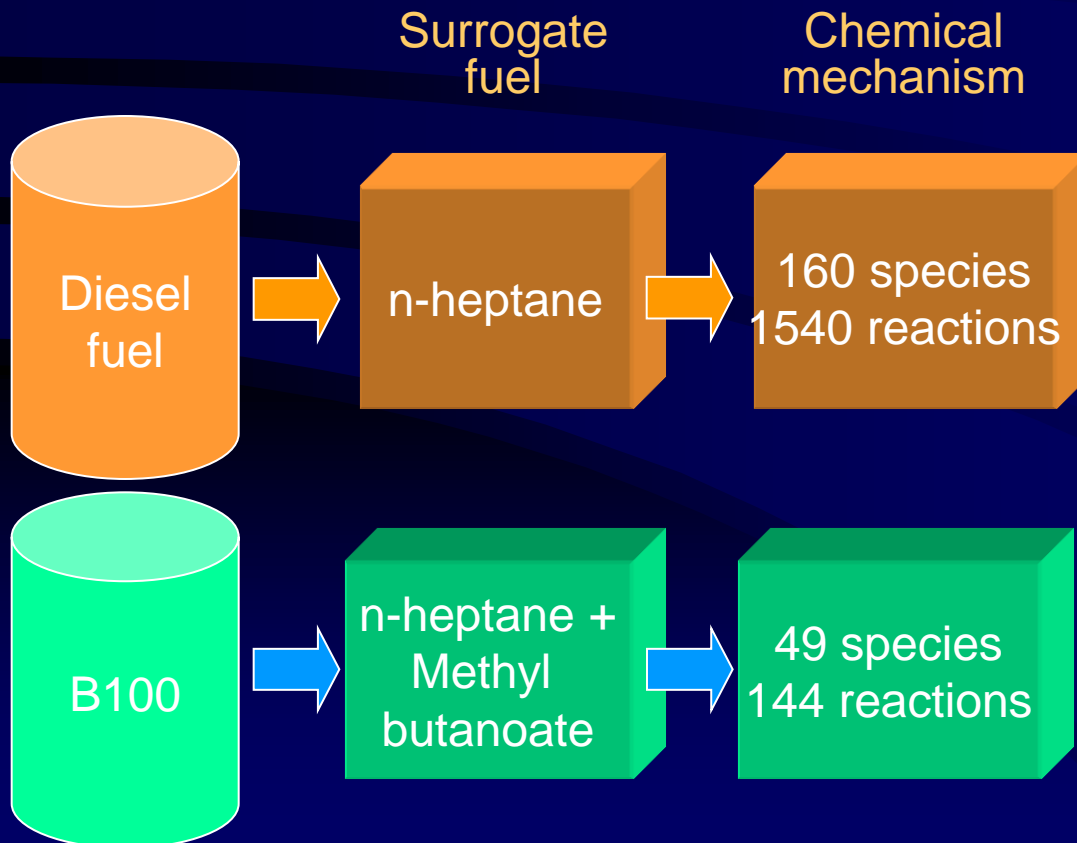 Surrogate
fuel
Chemical
mechanism
Diesel
fuel
n-heptane
160 species
1540 reactions
B100
n-heptane +
Methyl
butanoate
49 species
144 reactions